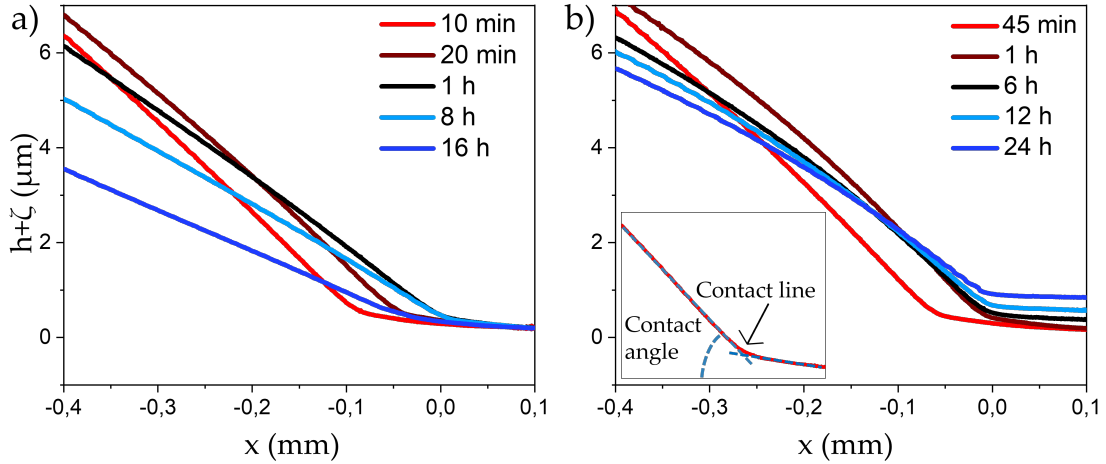 a)
10 min
20 min
1 h
8 h
16 h
h+ζ (μm)
6
4
2
0
-0,4
-0,3
-0,2
-0,1
0,0
0,1
x (mm)
b)
45 min
1 h
6 h
12 h
24 h
6
4
2
0
Contact line
Contact
angle
-0,4
-0,3
-0,2
-0,1
0,0
0,1
x (mm)